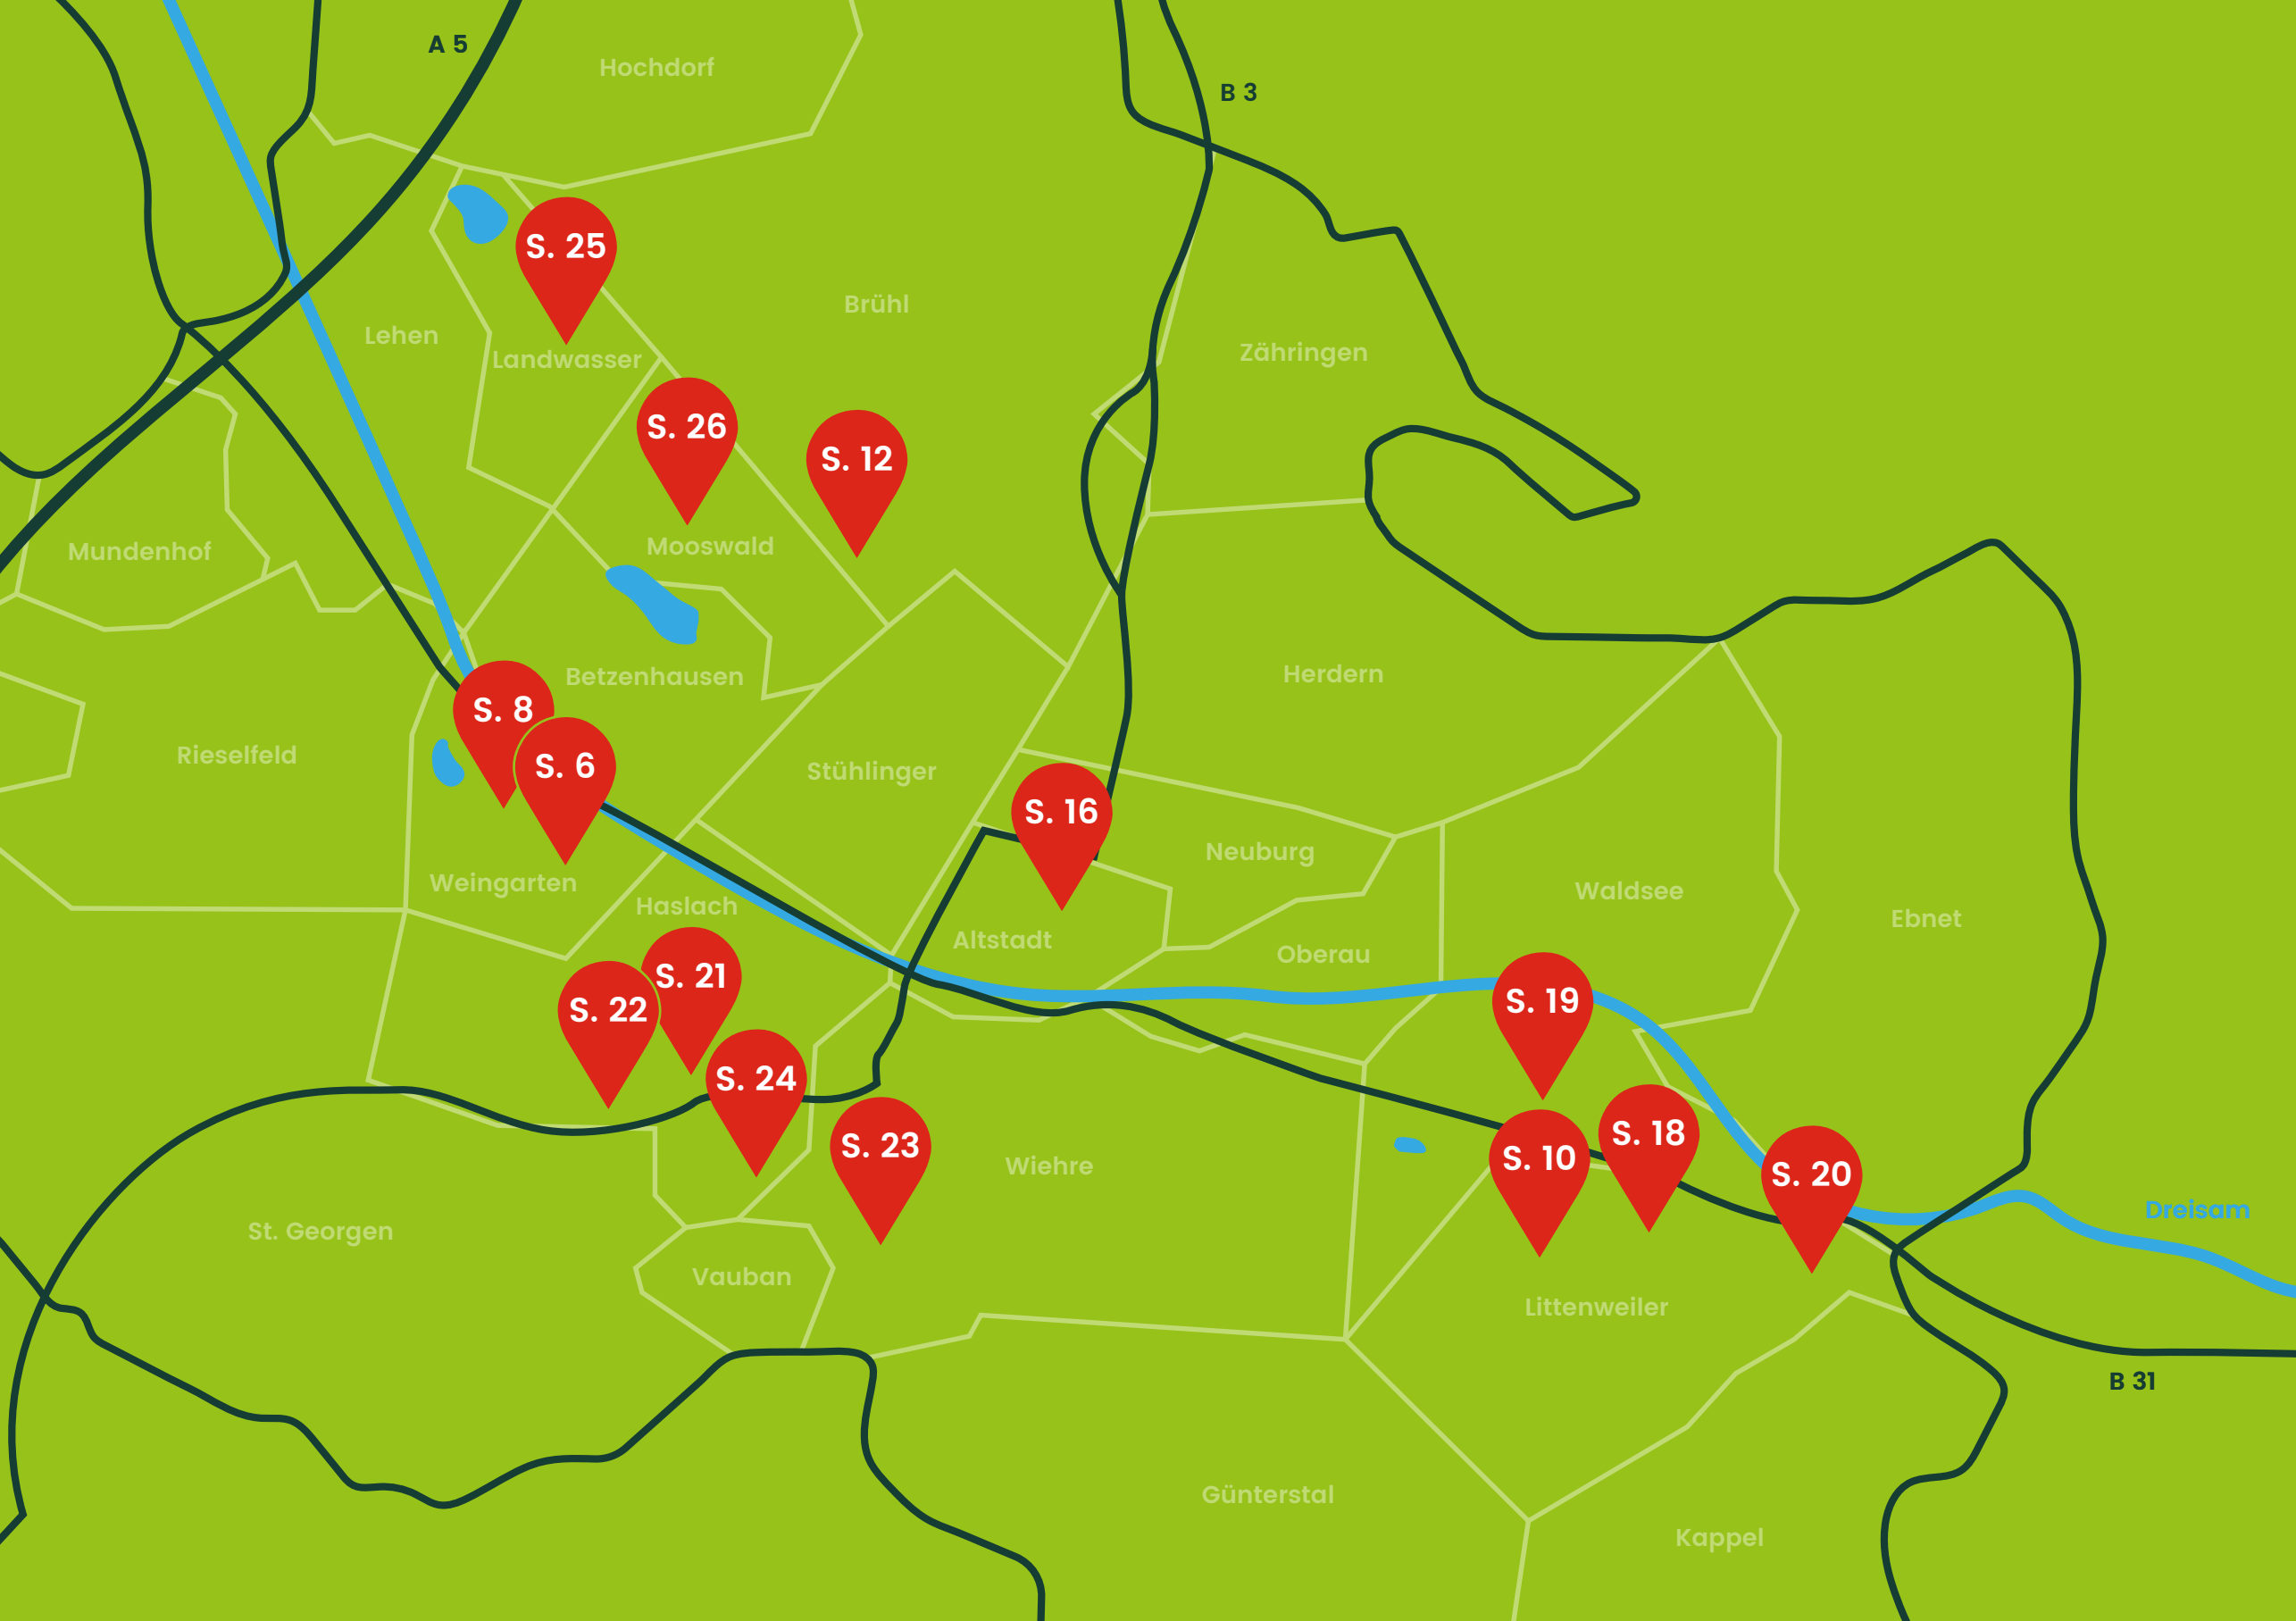 A 5
Hochdorf
B 3
S. 25
Brühl
Lehen
Landwasser
Zähringen
S. 26
S. 12
Mundenhof
Mooswald
Betzenhausen
Herdern
S. 8
Rieselfeld
S. 6
Stühlinger
S. 16
Neuburg
Weingarten
Haslach
Waldsee
Ebnet
Altstadt
Oberau
S. 21
S. 22
S. 19
S. 24
S. 23
S. 10
S. 18
S. 20
Wiehre
Dreisam
St. Georgen
Vauban
Littenweiler
B 31
Günterstal
Kappel